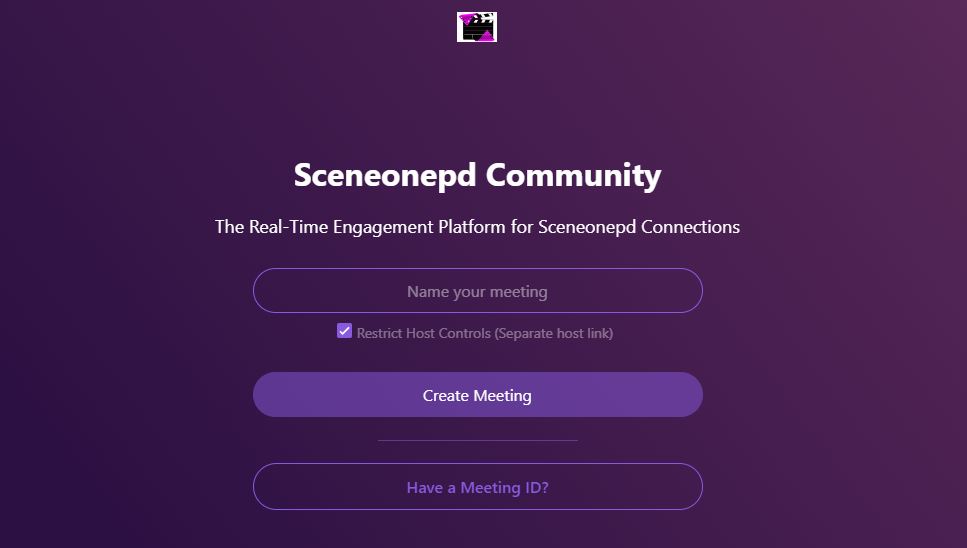 Sceneonepd Community
The Real-Time Engagement Platform for Sceneonepd Connections
Name your meeting
Restrict Host Controls (Separate host link)
Create Meeting
Have a Meeting ID?